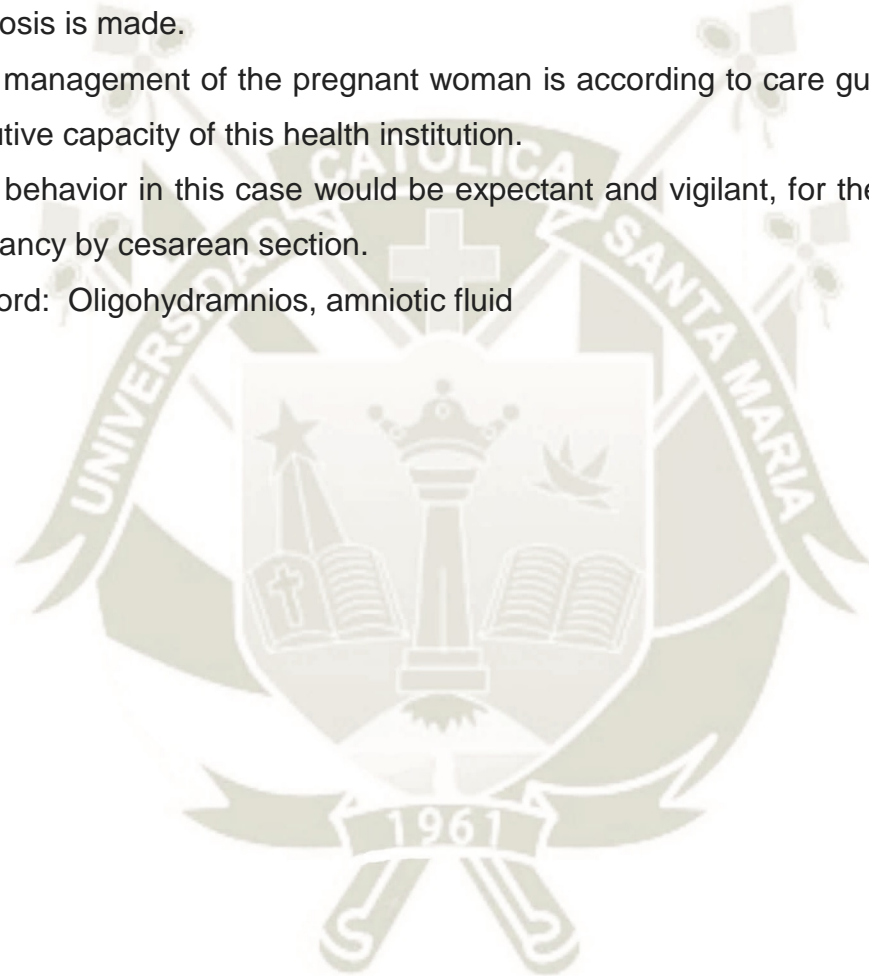 osis is made.
management of the pregnant woman is according to care gu
utive capacity of this health institution.
behavior in this case would be expectant and vigilant, for the
ancy by cesarean section.
ord: Oligohydramnios, amniotic fluid
UNIVERSIDAD CATOLICA SANTA MARIA
1961